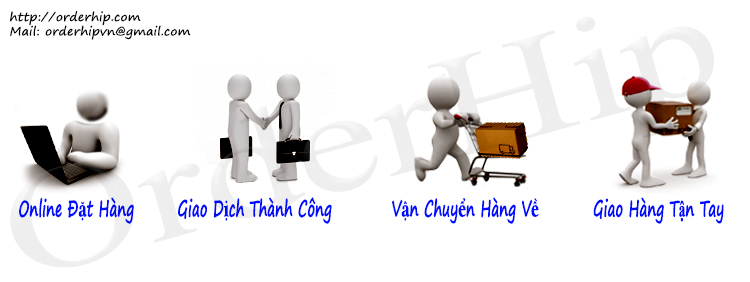 http://orderhip.com
Mail: orderhipvn@gmail.com
OrderHip
Online Đặt Hàng
Giao Dịch Thành Công
Vận Chuyển Hàng Về
Giao Hàng Tận Tay